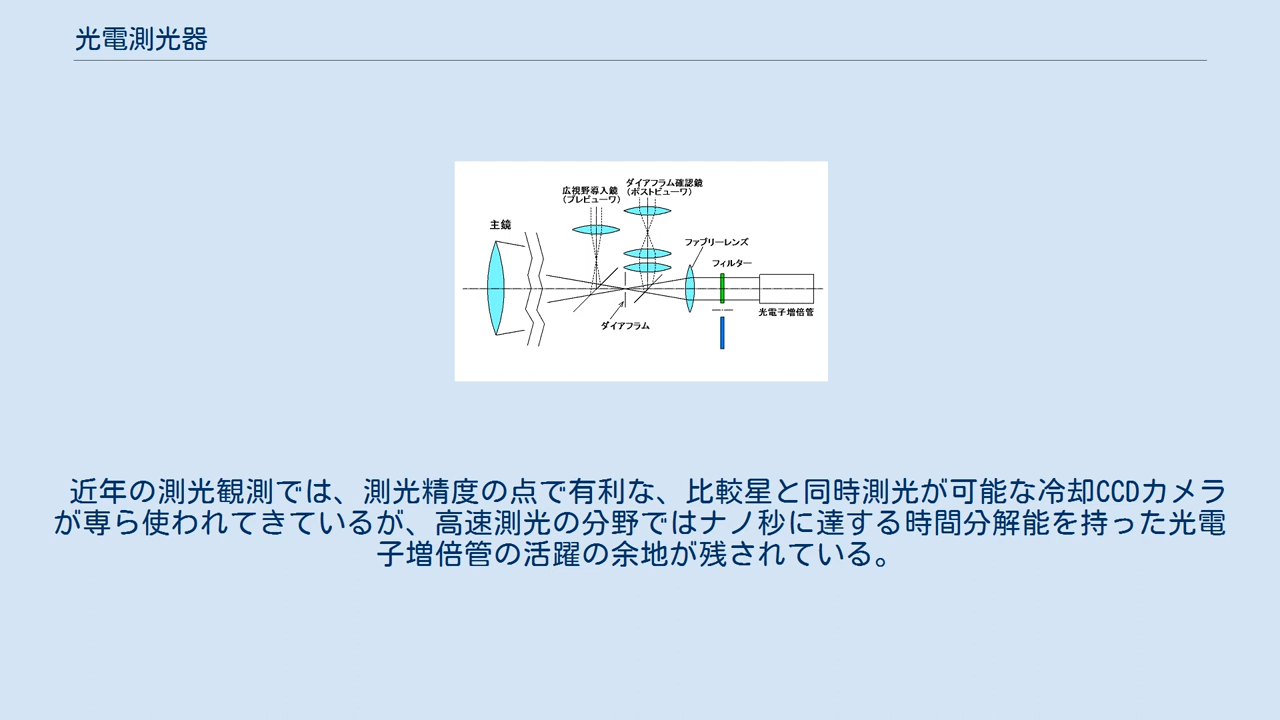 光電測光器
広視野導入鏡
(プレビューワ)
ダイアフラム確認鏡
(ポストビューワ)
主鏡
ファブリーレンズ
フィルター
ダイアフラム
光電子増倍管
近年の測光観測では、測光精度の点で有利な、比較星と同時測光が可能な冷却CCDカメラ
が専ら使われてきているが、高速測光の分野ではナノ秒に達する時間分解能を持った光電
子増倍管の活躍の余地が残されている。